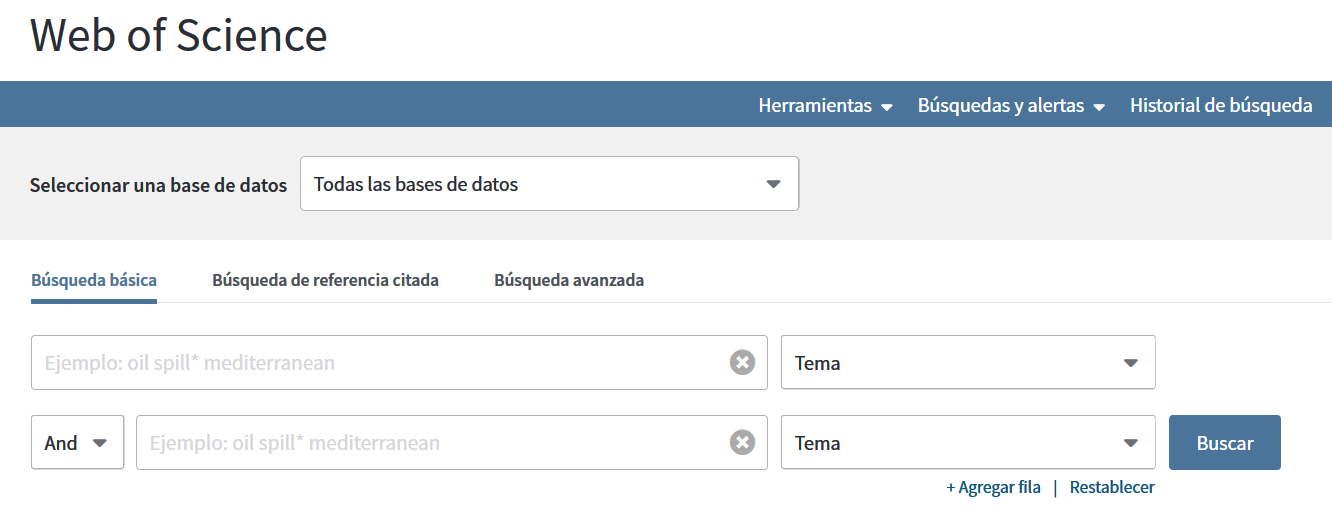 Web of Science
Herramientas Búsquedas y alertas Historial de búsqueda
Seleccionar una base de datos Todas las bases de datos
Búsqueda básica Búsqueda de referencia citada Búsqueda avanzada
Ejemplo: oil spill* mediterranean Tema
And Ejemplo: oil spill* mediterranean Tema Buscar
+ Agregar fila | Restablecer